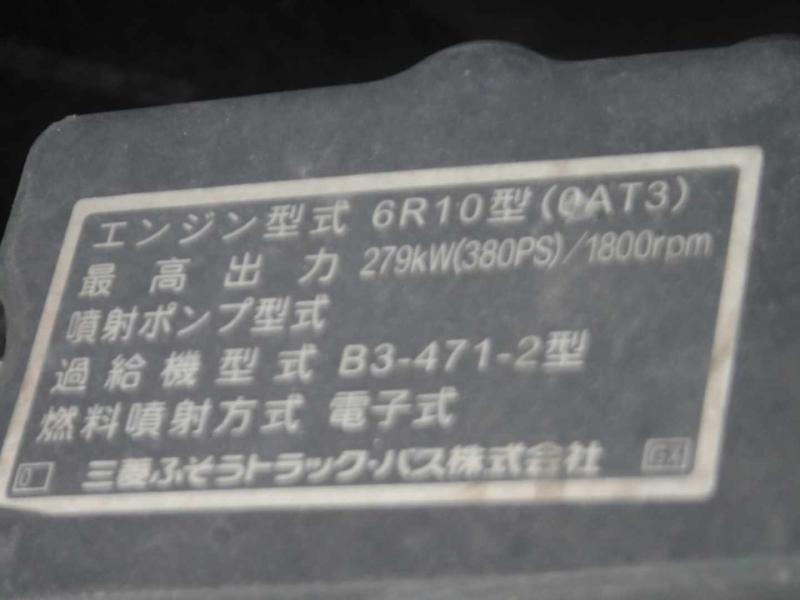 エンジン型式 6R10型(0AT3)
最高出力 279kW(380PS)/1800rpm
噴射ポンプ型式
過給機型式 B3-471-2型
燃料噴射方式 電子式
三菱ふそうトラック・バス株式会社